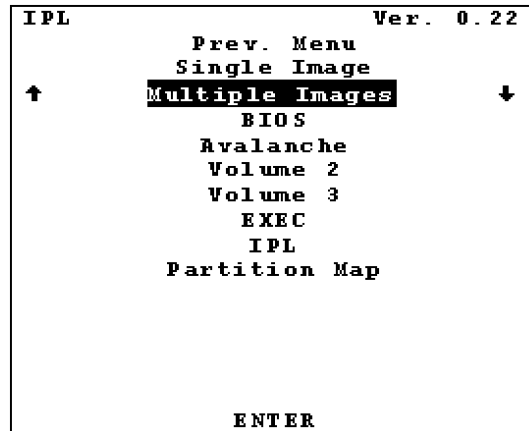 IPL Ver. 0.22
Prev. Menu
Single Image
Multiple Images
BIOS
Avalanche
Volume 2
Volume 3
EXEC
IPL
Partition Map
ENTER